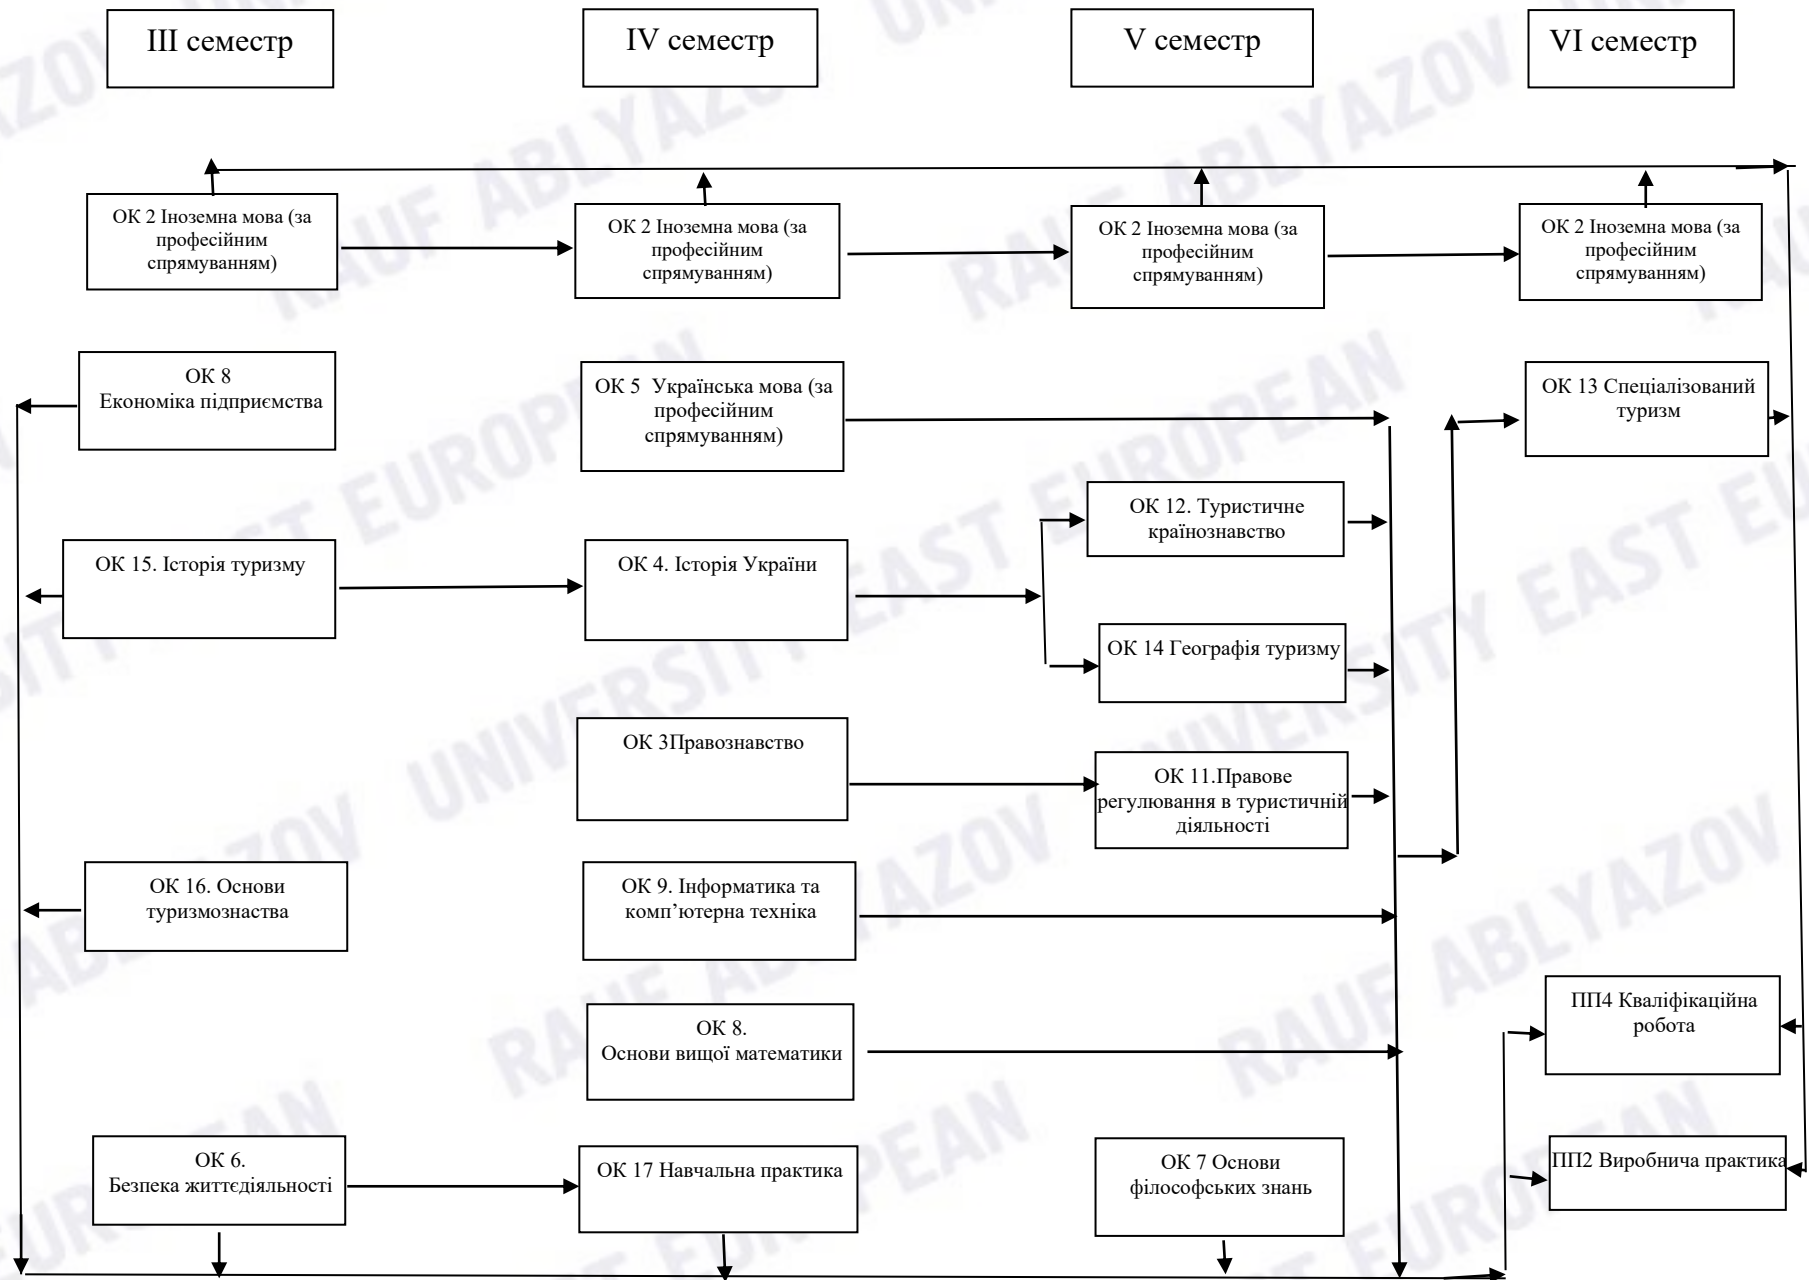 III семестр
IV семестр
V семестр
VI семестр
ОК 2 Іноземна мова (за
професійним
спрямуванням)
ОК 2 Іноземна мова (за
професійним
спрямуванням)
ОК 2 Іноземна мова (за
професійним
спрямуванням)
ОК 2 Іноземна мова (за
професійним
спрямуванням)
ОК 8
Економіка підприємства
ОК 5 Українська мова (за
професійним
спрямуванням)
ОК 13 Спеціалізований
туризм
ОК 12. Туристичне
країнознавство
ОК 15. Історія туризму
ОК 4. Історія України
ОК 14 Географія туризму
ОК 3Правознавство
ОК 11.Правове
регулювання в туристичній
діяльності
ОК 16. Основи
туризмознаства
ОК 9. Інформатика та
комп’ютерна техніка
ОК 8.
Основи вищої математики
ПП4 Кваліфікаційна
робота
ОК 6.
Безпека життєдіяльності
ОК 17 Навчальна практика
ОК 7 Основи
філософських знань
ПП2 Виробнича практика
RAUF ABLYAZOV
UNIVERSITY EAST EUROPEAN